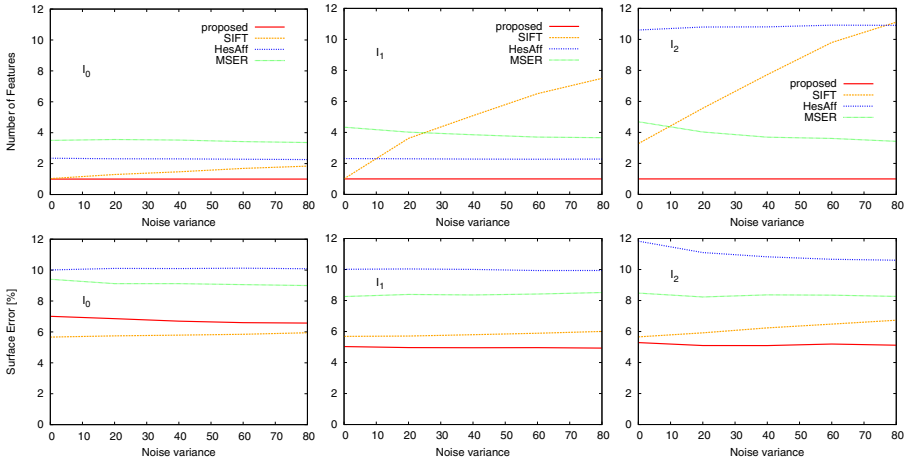 Number of Features
12
10
8
6
4
2
0
proposed
SIFT
HesAff
MSER
I0
0 10 20 30 40 50 60 70 80
Noise variance
12
10
8
6
4
2
0
proposed
SIFT
HesAff
MSER
I1
0 10 20 30 40 50 60 70 80
Noise variance
12
10
8
6
4
2
0
I2
proposed
SIFT
HesAff
MSER
0 10 20 30 40 50 60 70 80
Noise variance
Surface Error [%]
12
10
8
6
4
2
0
I0
0 10 20 30 40 50 60 70 80
Noise variance
12
10
8
6
4
2
0
I1
0 10 20 30 40 50 60 70 80
Noise variance
12
10
8
6
4
2
0
I2
0 10 20 30 40 50 60 70 80
Noise variance